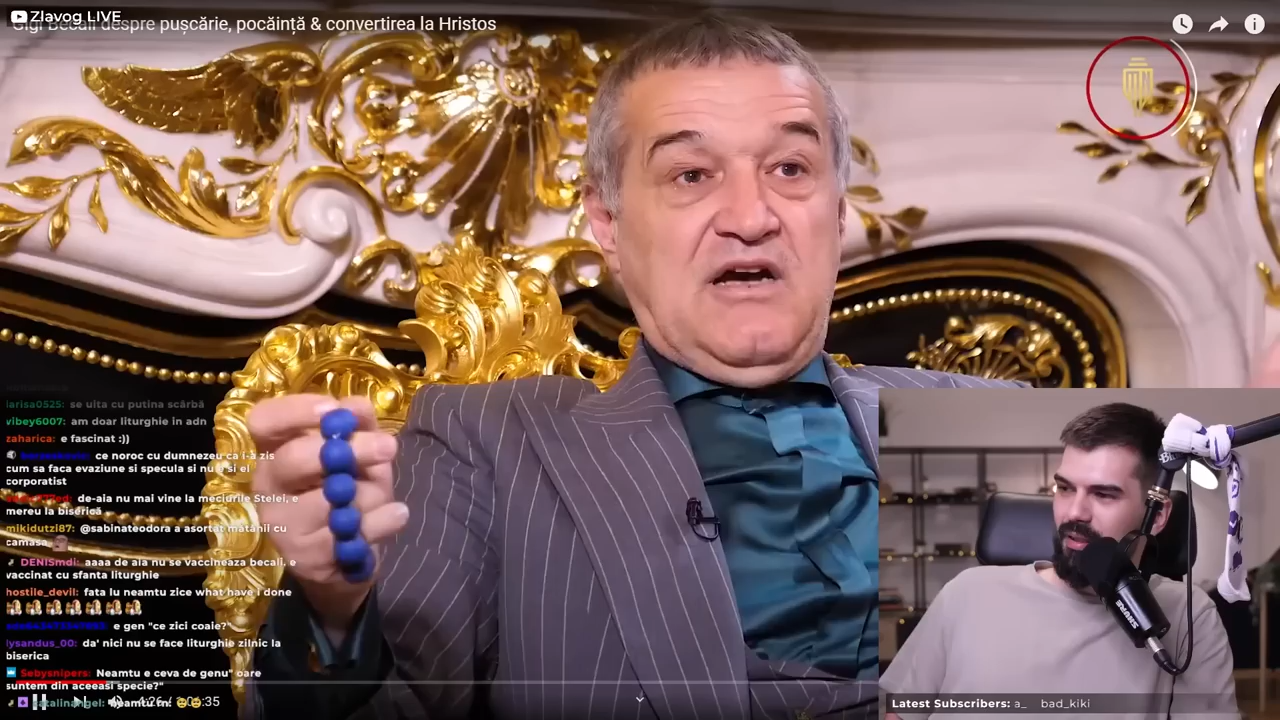 Zlavog LIVE
Gigi Becali despre pușcărie, pocăință & convertirea la Hristos
larisa0525: se uita cu putina scârbă
vlbey6007: am doar liturghie in adn
zaharica: e fascinat :))
ce noroc cu dumnezeu ca i-a zis
cum sa faca evaziune si specula si nu si el
corporatist
de-aia nu mai vine la meciurile Stelei, e
mereu la biserică
mikidutzi87: @sabinateodora a asortat matanii cu
camasa
DENISmdi: aaaa de aia nu se vaccineaza becali. e
vaccinat cu sfanta liturghie
hostile_devil: fata lu neamtu zice what have i done
e gen "ce zici coaie?"
lysandus_00: da' nici nu se face liturghie zilnic la
biserica
Sebysnipers: Neamtu e ceva de genu" oare
suntem din aceeasi specie?"
SHURE
Latest Subscribers: a_ bad_kiki